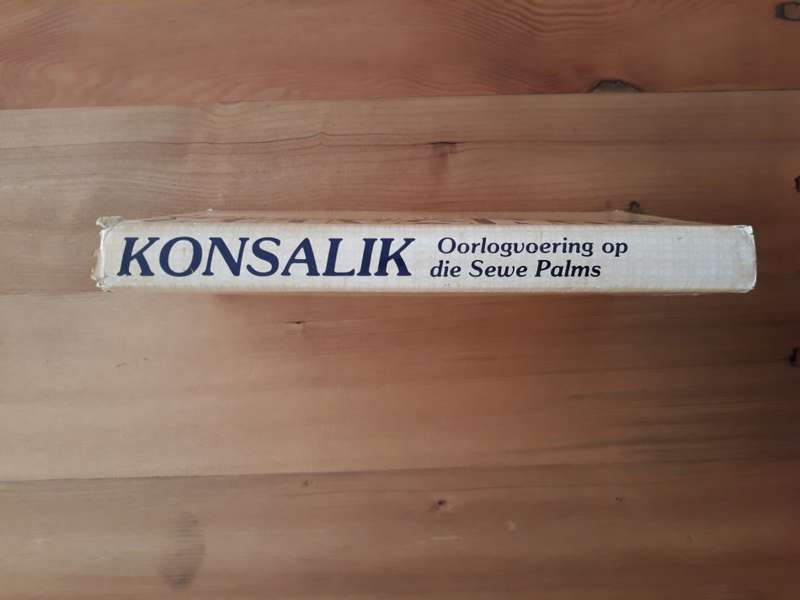 KONSALIK
Oorlogvoering op
die Sewe Palms